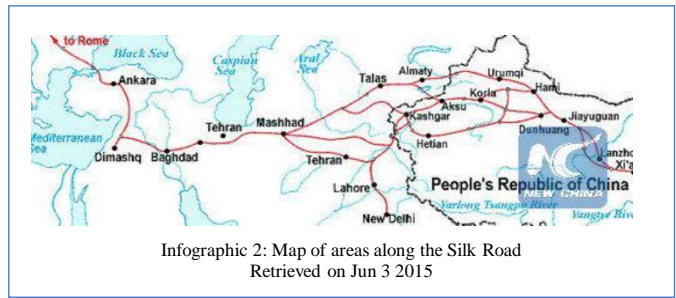 to Rome
Black Sea
Caspian
Sea
Aral
Sea
Ankara
Talas
Almaty
Urumqi
Korla
Hami
Aksu
Kashgar
Jiayuguan
Tehran
Mashhad
Mediterranean
Sea
Dimashq
Baghdad
Tehran
Hetian
Dunhuang
Lanzho
Xi'a
Lahore
People's Republic of China
NEW CHINA
Yarlong Tsangpo River
Yangtse Rive
New Delhi
Infographic 2: Map of areas along the Silk Road
Retrieved on Jun 3 2015